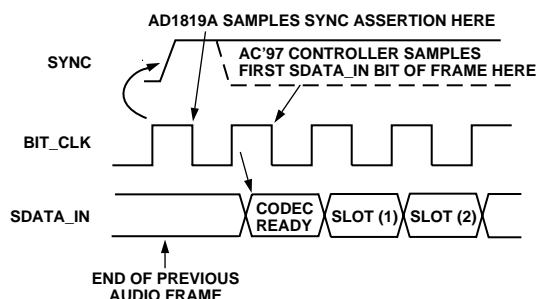 AD1819A SAMPLES SYNC ASSERTION HERE
SYNC
AC'97 CONTROLLER SAMPLES
FIRST SDATA_IN BIT OF FRAME HERE
BIT_CLK
SDATA_IN
CODEC
READY
SLOT (1)
SLOT (2)
END OF PREVIOUS
AUDIO FRAME